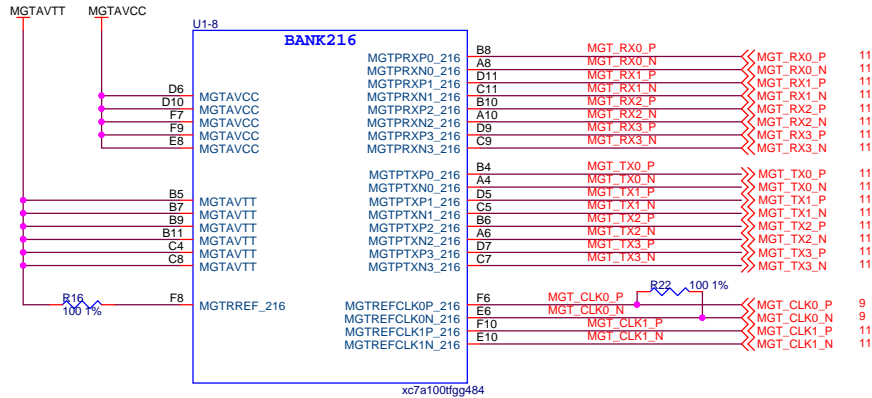 MGTAVTT MGTAVCC
U1-8
BANK216
MGTPRXP0_216 B8 MGT_RX0_P MGT_RX0_P 11
MGTPRXN0_216 A8 MGT_RX0_N MGT_RX0_N 11
MGTPRXP1_216 D11 MGT_RX1_P MGT_RX1_P 11
D6 MGTAVCC MGTPRXN1_216 C11 MGT_RX1_N MGT_RX1_N 11
D10 MGTAVCC MGTPRXP2_216 B10 MGT_RX2_P MGT_RX2_P 11
F7 MGTAVCC MGTPRXN2_216 A10 MGT_RX2_N MGT_RX2_N 11
F9 MGTAVCC MGTPRXP3_216 D9 MGT_RX3_P MGT_RX3_P 11
E8 MGTAVCC MGTPRXN3_216 C9 MGT_RX3_N MGT_RX3_N 11
MGTPTXP0_216 B4 MGT_TX0_P MGT_TX0_P 11
MGTPTXN0_216 A4 MGT_TX0_N MGT_TX0_N 11
B5 MGTAVTT MGTPTXP1_216 D5 MGT_TX1_P MGT_TX1_P 11
B7 MGTAVTT MGTPTXN1_216 C5 MGT_TX1_N MGT_TX1_N 11
B9 MGTAVTT MGTPTXP2_216 B6 MGT_TX2_P MGT_TX2_P 11
B11 MGTAVTT MGTPTXN2_216 A6 MGT_TX2_N MGT_TX2_N 11
C4 MGTAVTT MGTPTXP3_216 D7 MGT_TX3_P MGT_TX3_P 11
C8 MGTAVTT MGTPTXN3_216 C7 MGT_TX3_N MGT_TX3_N 11
R22 100 1%
R16 100 1% F8 MGTRREF_216 MGTREFCLK0P_216 F6 MGT_CLK0_P MGT_CLK0_P 9
MGTREFCLK0N_216 E6 MGT_CLK0_N MGT_CLK0_N 9
MGTREFCLK1P_216 F10 MGT_CLK1_P MGT_CLK1_P 11
MGTREFCLK1N_216 E10 MGT_CLK1_N MGT_CLK1_N 11
xc7a100tfgg484